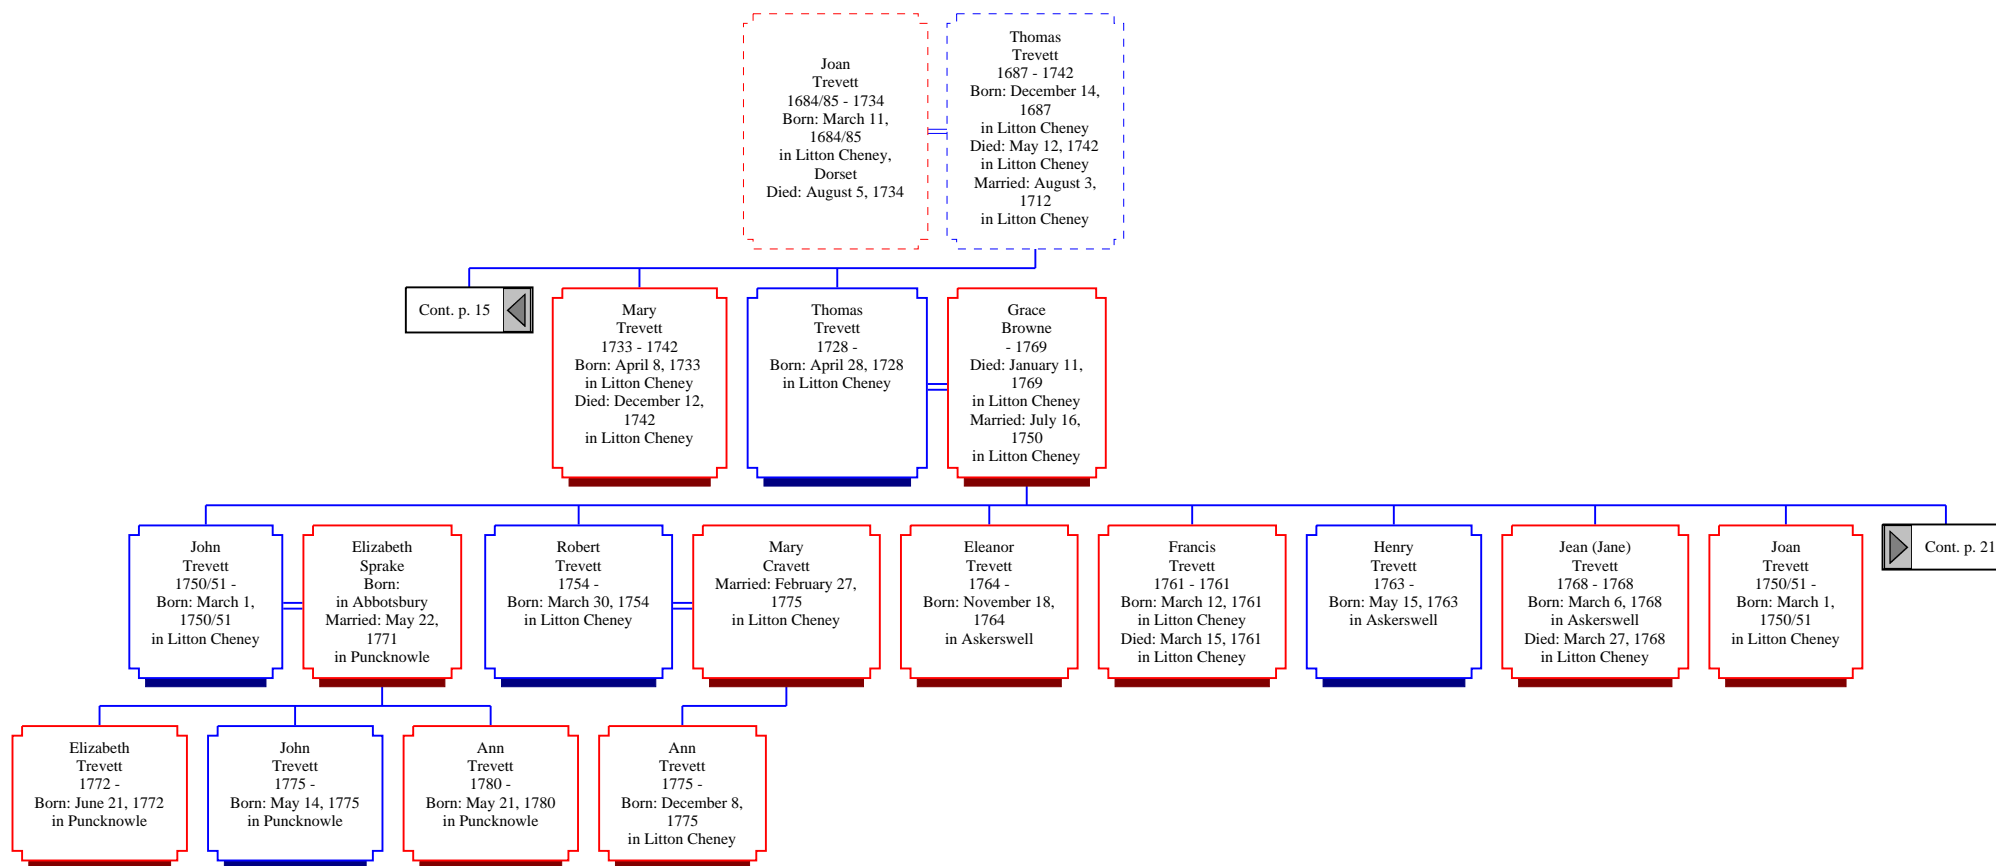 Joan
Trevett
1684/85 - 1734
Born: March 11,
1684/85
in Litton Cheney,
Dorset
Died: August 5, 1734
Thomas
Trevett
1687 - 1742
Born: December 14,
1687
in Litton Cheney
Died: May 12, 1742
in Litton Cheney
Married: August 3,
1712
in Litton Cheney
Cont. p. 15
Mary
Trevett
1733 - 1742
Born: April 8, 1733
in Litton Cheney
Died: December 12,
1742
in Litton Cheney
Thomas
Trevett
1728 -
Born: April 28, 1728
in Litton Cheney
Grace
Browne
- 1769
Died: January 11,
1769
in Litton Cheney
Married: July 16,
1750
in Litton Cheney
John
Trevett
1750/51 -
Born: March 1,
1750/51
in Litton Cheney
Elizabeth
Sprake
Born:
in Abbotsbury
Married: May 22,
1771
in Puncknowle
Robert
Trevett
1754 -
Born: March 30, 1754
in Litton Cheney
Mary
Cravett
Married: February 27,
1775
in Litton Cheney
Eleanor
Trevett
1764 -
Born: November 18,
1764
in Askerswell
Francis
Trevett
1761 - 1761
Born: March 12, 1761
in Litton Cheney
Died: March 15, 1761
in Litton Cheney
Henry
Trevett
1763 -
Born: May 15, 1763
in Askerswell
Jean (Jane)
Trevett
1768 - 1768
Born: March 6, 1768
in Askerswell
Died: March 27, 1768
in Litton Cheney
Joan
Trevett
1750/51 -
Born: March 1,
1750/51
in Litton Cheney
Cont. p. 21
Elizabeth
Trevett
1772 -
Born: June 21, 1772
in Puncknowle
John
Trevett
1775 -
Born: May 14, 1775
in Puncknowle
Ann
Trevett
1780 -
Born: May 21, 1780
in Puncknowle
Ann
Trevett
1775 -
Born: December 8,
1775
in Litton Cheney